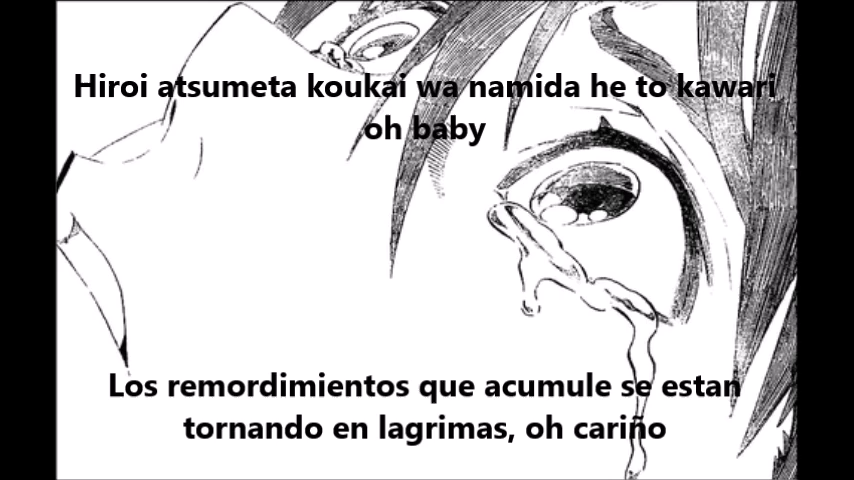 Hiroi atsumeta koukai wa namida he to kawari
oh baby
Los remordimientos que acumule se estan
tornando en lagrimas, oh cariño